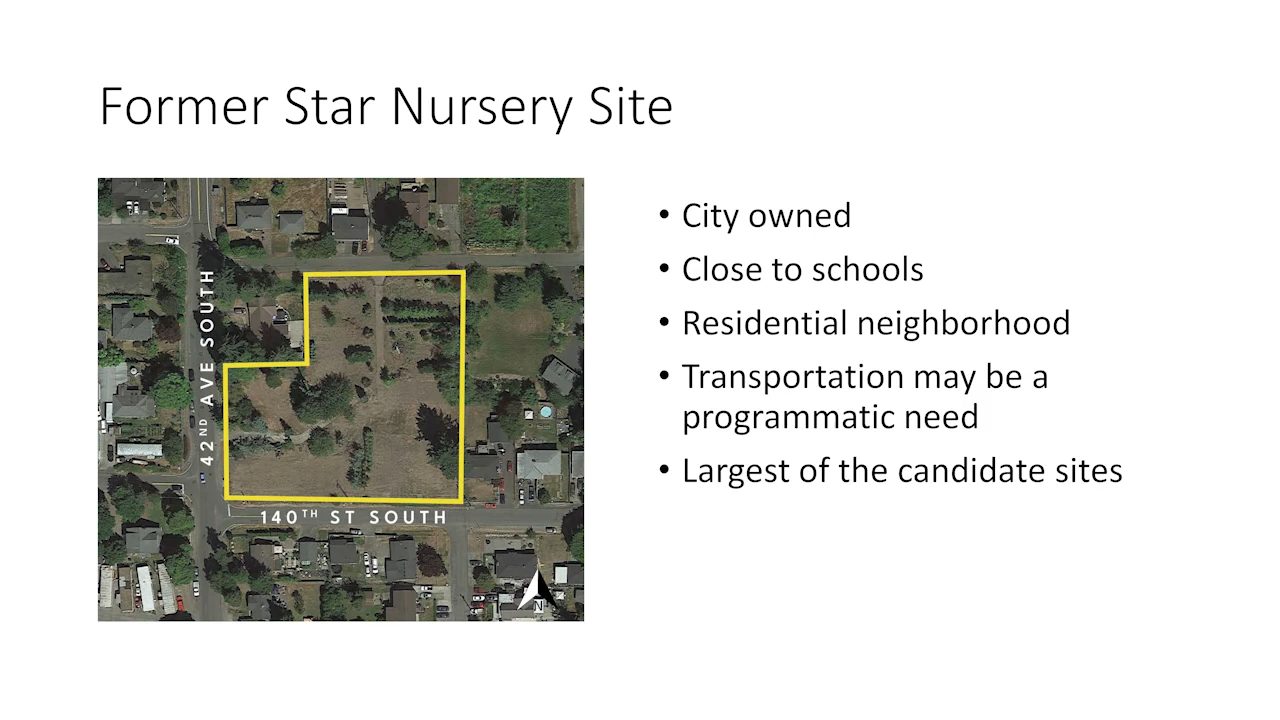 Former Star Nursery Site
42ND AVE SOUTH
140TH ST SOUTH
N
• City owned
• Close to schools
• Residential neighborhood
• Transportation may be a
programmatic need
• Largest of the candidate sites